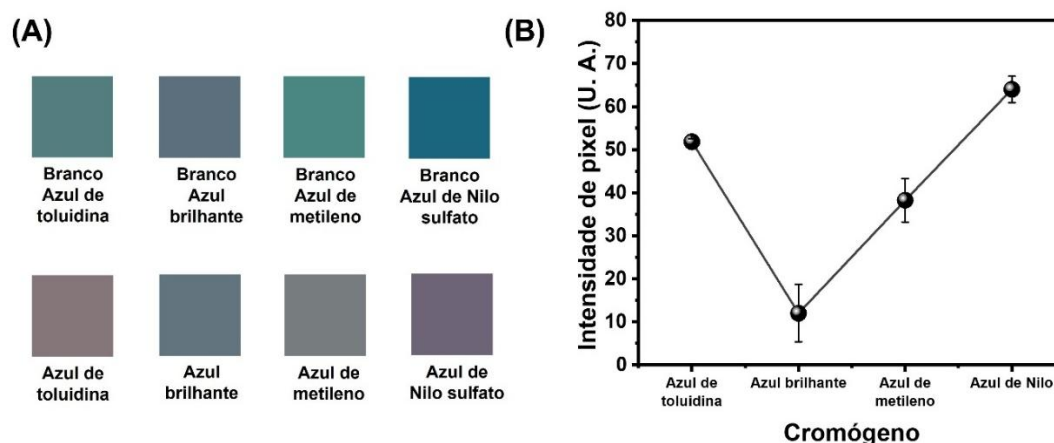 (A)
Branco
Azul de
toluidina
Branco
Azul
brilhante
Branco
Azul de
metileno
Branco
Azul de Nilo
sulfato
Azul de
toluidina
Azul
brilhante
Azul de
metileno
Azul de
Nilo sulfato
(B)
Intensidade de pixel (U. A.)
80
70
60
50
40
30
20
10
0
Azul de
toluidina
Azul brilhante
Azul de
metileno
Azul de Nilo
Cromógeno